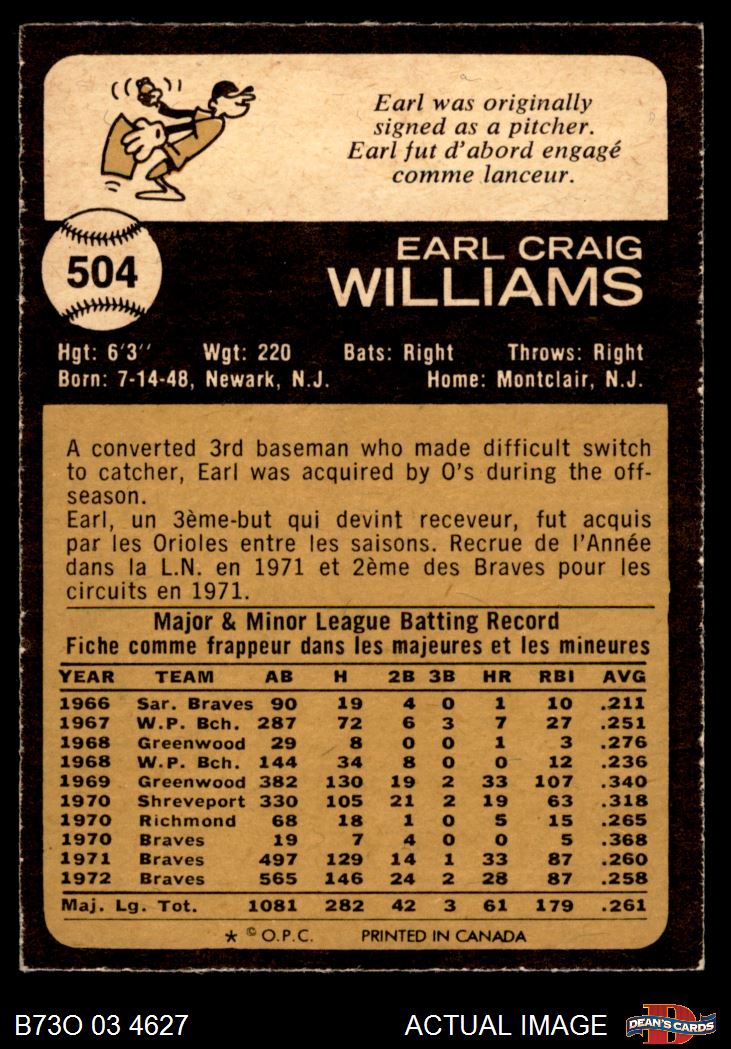 Earl was originally
signed as a pitcher.
Earl fut d'abord engagé
comme lanceur.
504
EARL CRAIG
WILLIAMS
Hgt: 6'3'' Wgt: 220 Bats: Right Throws: Right
Born: 7-14-48, Newark, N.J. Home: Montclair, N.J.
A converted 3rd baseman who made difficult switch
to catcher, Earl was acquired by O's during the off-
season.
Earl, un 3ème-but qui devint receveur, fut acquis
par les Orioles entre les saisons. Recrue de l'Année
dans la L.N. en 1971 et 2ème des Braves pour les
circuits en 1971.
Major & Minor League Batting Record
Fiche comme frappeur dans les majeures et les mineures
YEAR TEAM AB H 2B 3B HR RBI AVG
1966 Sar. Braves 90 19 4 0 1 10 .211
1967 W.P. Bch. 287 72 6 3 7 27 .251
1968 Greenwood 29 8 0 0 1 3 .276
1968 W.P. Bch. 144 34 8 0 0 12 .236
1969 Greenwood 382 130 19 2 33 107 .340
1970 Shreveport 330 105 21 2 19 63 .318
1970 Richmond 68 18 1 0 5 15 .265
1970 Braves 19 7 4 0 0 5 .368
1971 Braves 497 129 14 1 33 87 .260
1972 Braves 565 146 24 2 28 87 .258
Maj. Lg. Tot. 1081 282 42 3 61 179 .261
* © O.P.C. PRINTED IN CANADA
B73O 03 4627 ACTUAL IMAGE DEAN'S CARDS